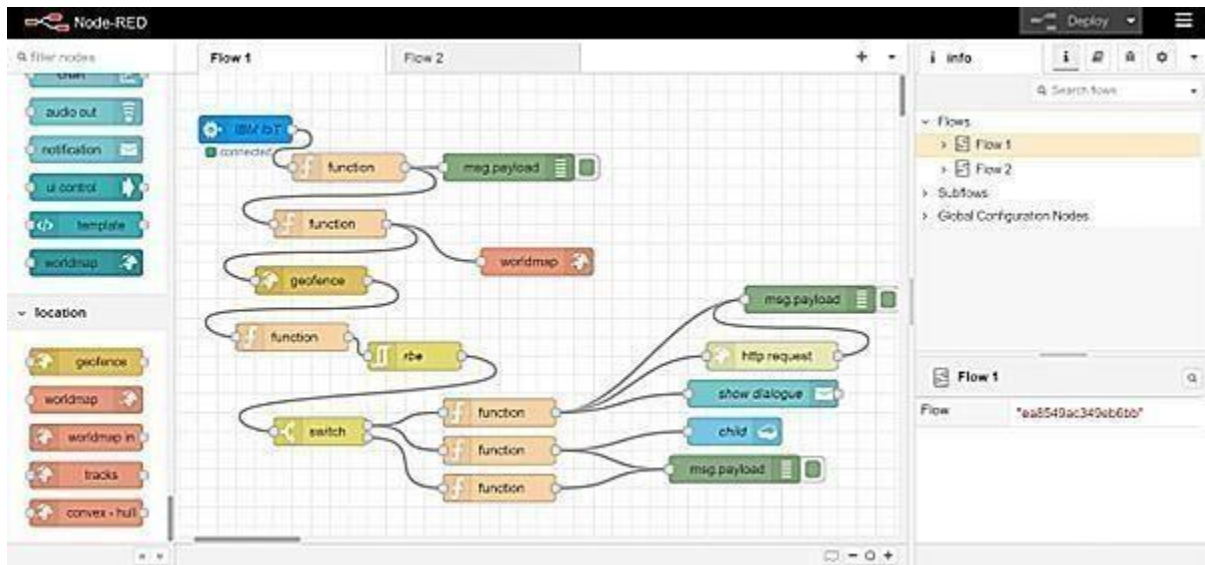 Node-RED
Deploy
filter nodes
Flow 1
Flow 2
i info
Search flows
chart
audio out
notification
ui control
template
worldmap
location
geofence
worldmap
worldmap in
tracks
convex - hull
IBM IoT
connected
function
msg.payload
function
worldmap
geofence
function
rbe
msg.payload
http request
show dialogue
switch
function
child
function
msg.payload
function
Flows
Flow 1
Flow 2
Subflows
Global Configuration Nodes
Flow 1
Flow "ea8549ac349eb6bb"